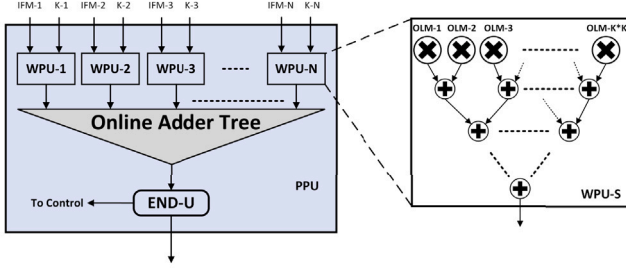 IFM-1 K-1 IFM-2 K-2 IFM-3 K-3 IFM-N K-N
OLM-1 OLM-2 OLM-3 OLM-K*K
WPU-1 WPU-2 WPU-3 WPU-N
Online Adder Tree
PPU
To Control END-U
WPU-S